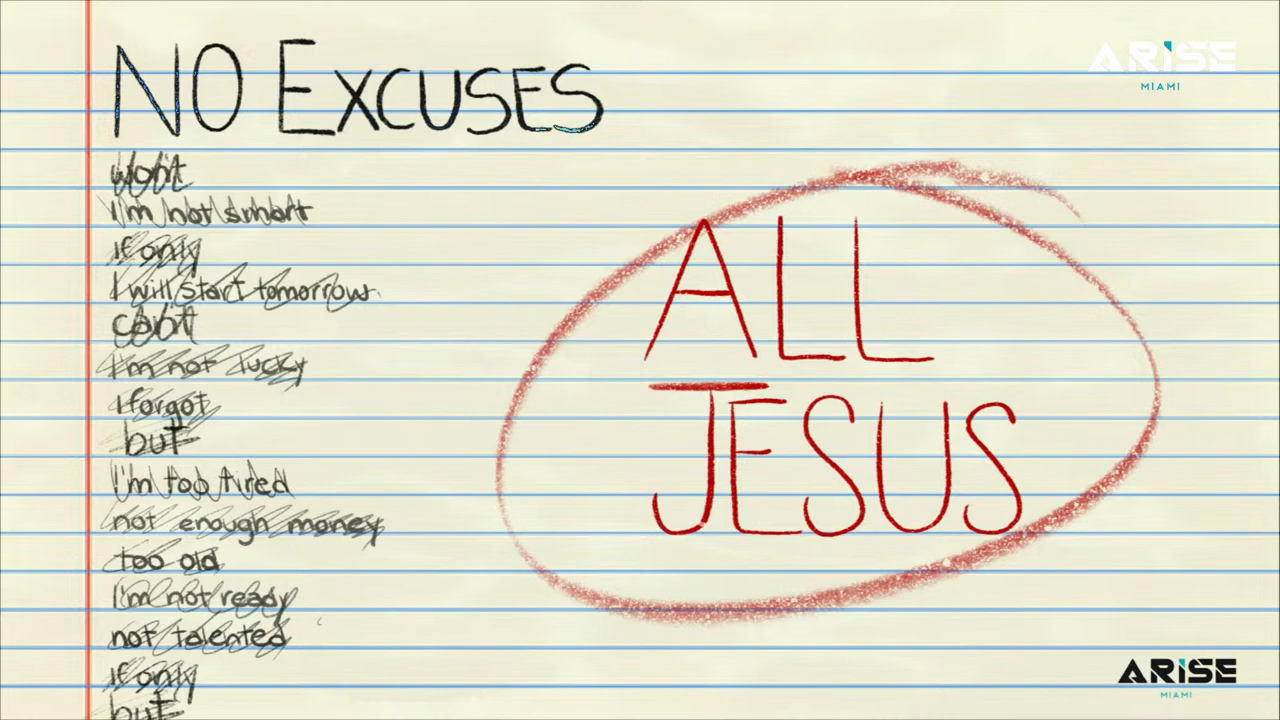 NO EXCUSES
ARISE
MIAMI
won't
I'm not smart
If only
I will start tomorrow
can't
I'm not lucky
I forgot
but
I'm too tired
not enough money
too old
I'm not ready
not talented
If only
but
ALL
JESUS
ARISE
MIAMI